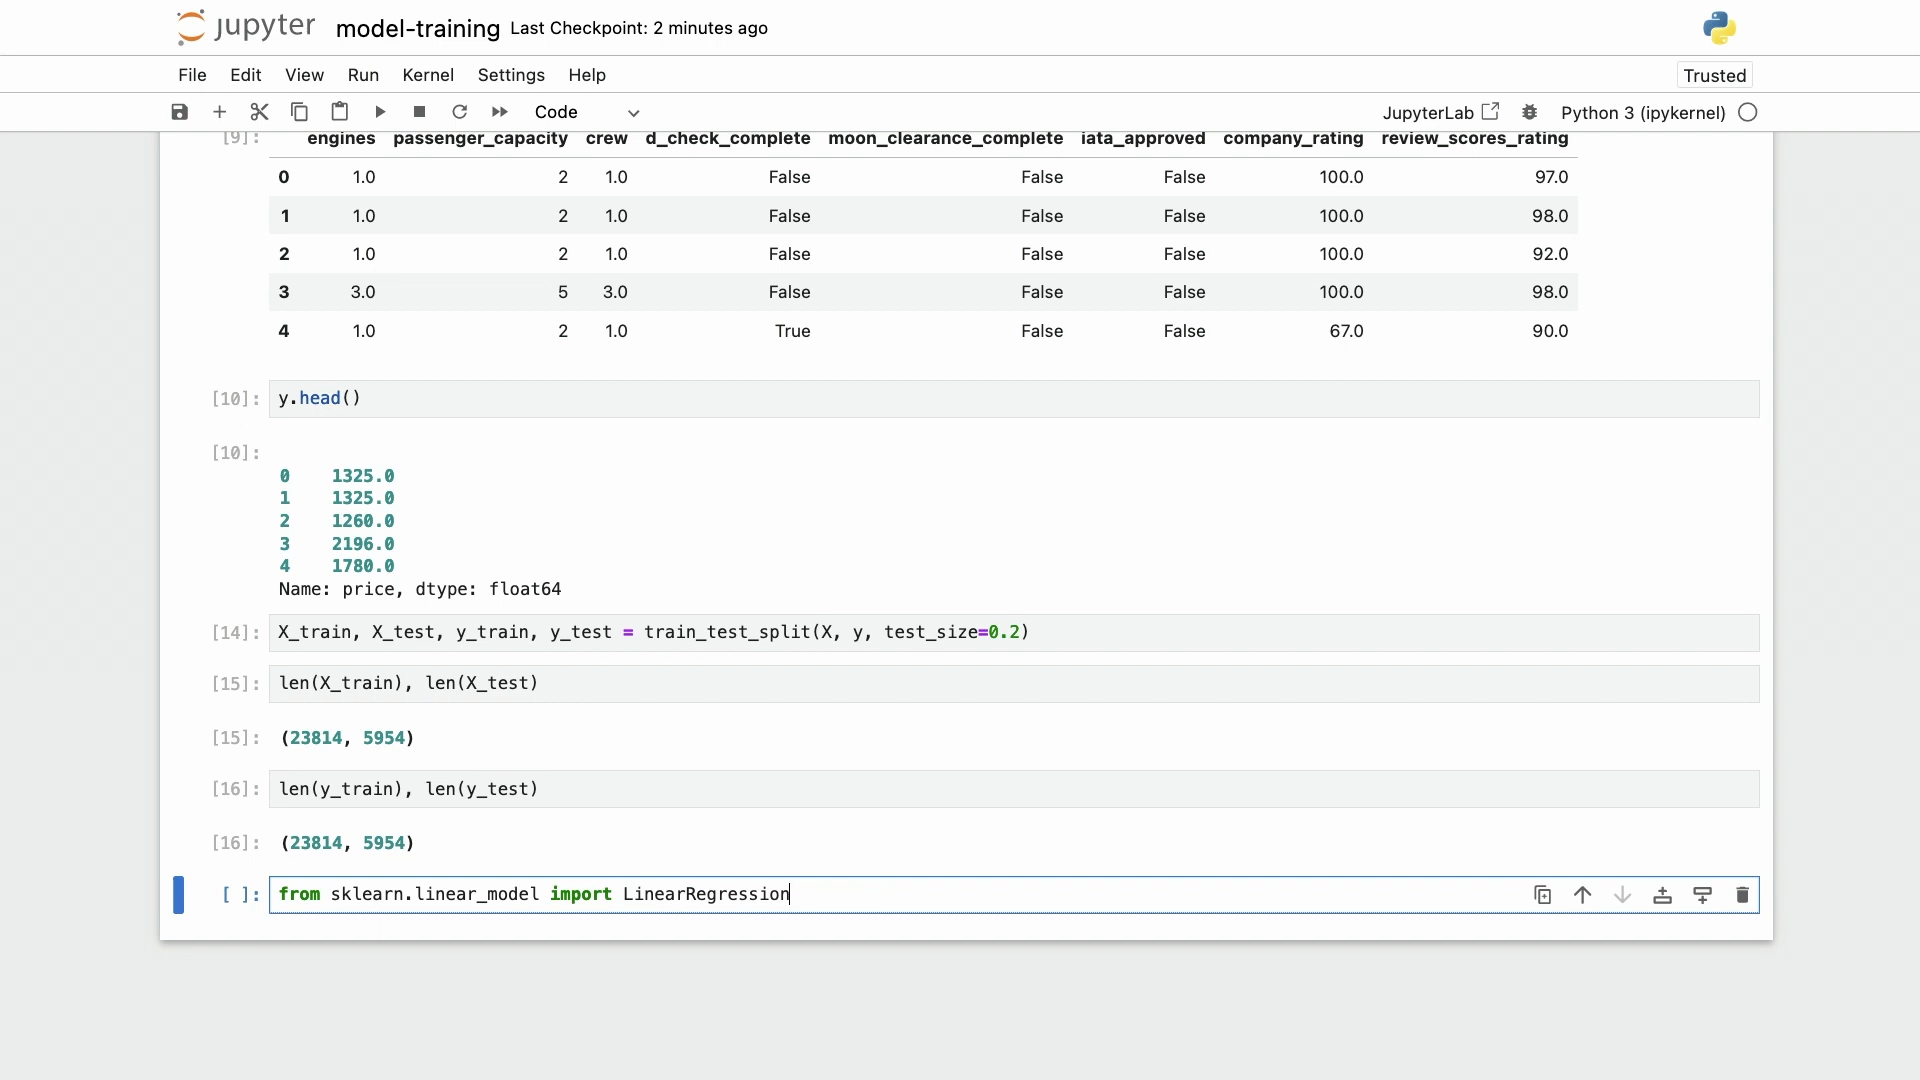 jupyter model-training Last Checkpoint: 2 minutes ago
File Edit View Run Kernel Settings Help Trusted
Code JupyterLab Python 3 (ipykernel)
[9]: engines passenger_capacity crew d_check_complete moon_clearance_complete iata_approved company_rating review_scores_rating
0 1.0 2 1.0 False False False 100.0 97.0
1 1.0 2 1.0 False False False 100.0 98.0
2 1.0 2 1.0 False False False 100.0 92.0
3 3.0 5 3.0 False False False 100.0 98.0
4 1.0 2 1.0 True False False 67.0 90.0
[10]: y.head()
[10]:
0 1325.0
1 1325.0
2 1260.0
3 2196.0
4 1780.0
Name: price, dtype: float64
[14]: X_train, X_test, y_train, y_test = train_test_split(X, y, test_size=0.2)
[15]: len(X_train), len(X_test)
[15]: (23814, 5954)
[16]: len(y_train), len(y_test)
[16]: (23814, 5954)
[ ]: from sklearn.linear_model import LinearRegression